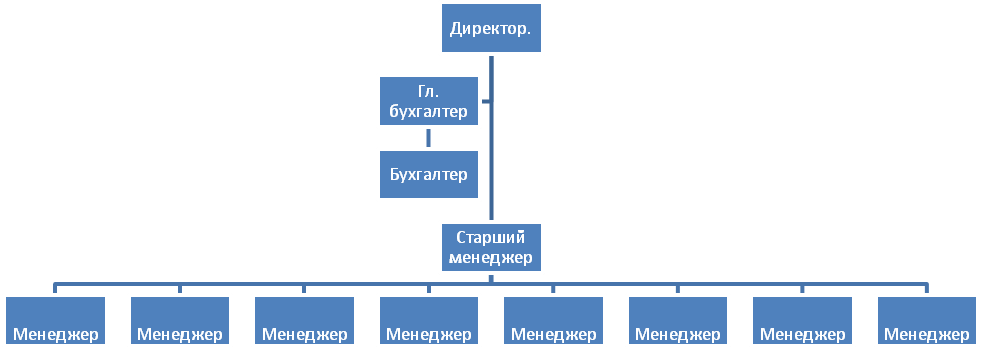 Директор.
Гл.
бухгалтер
Бухгалтер
Старший
менеджер
Менеджер
Менеджер
Менеджер
Менеджер
Менеджер
Менеджер
Менеджер
Менеджер